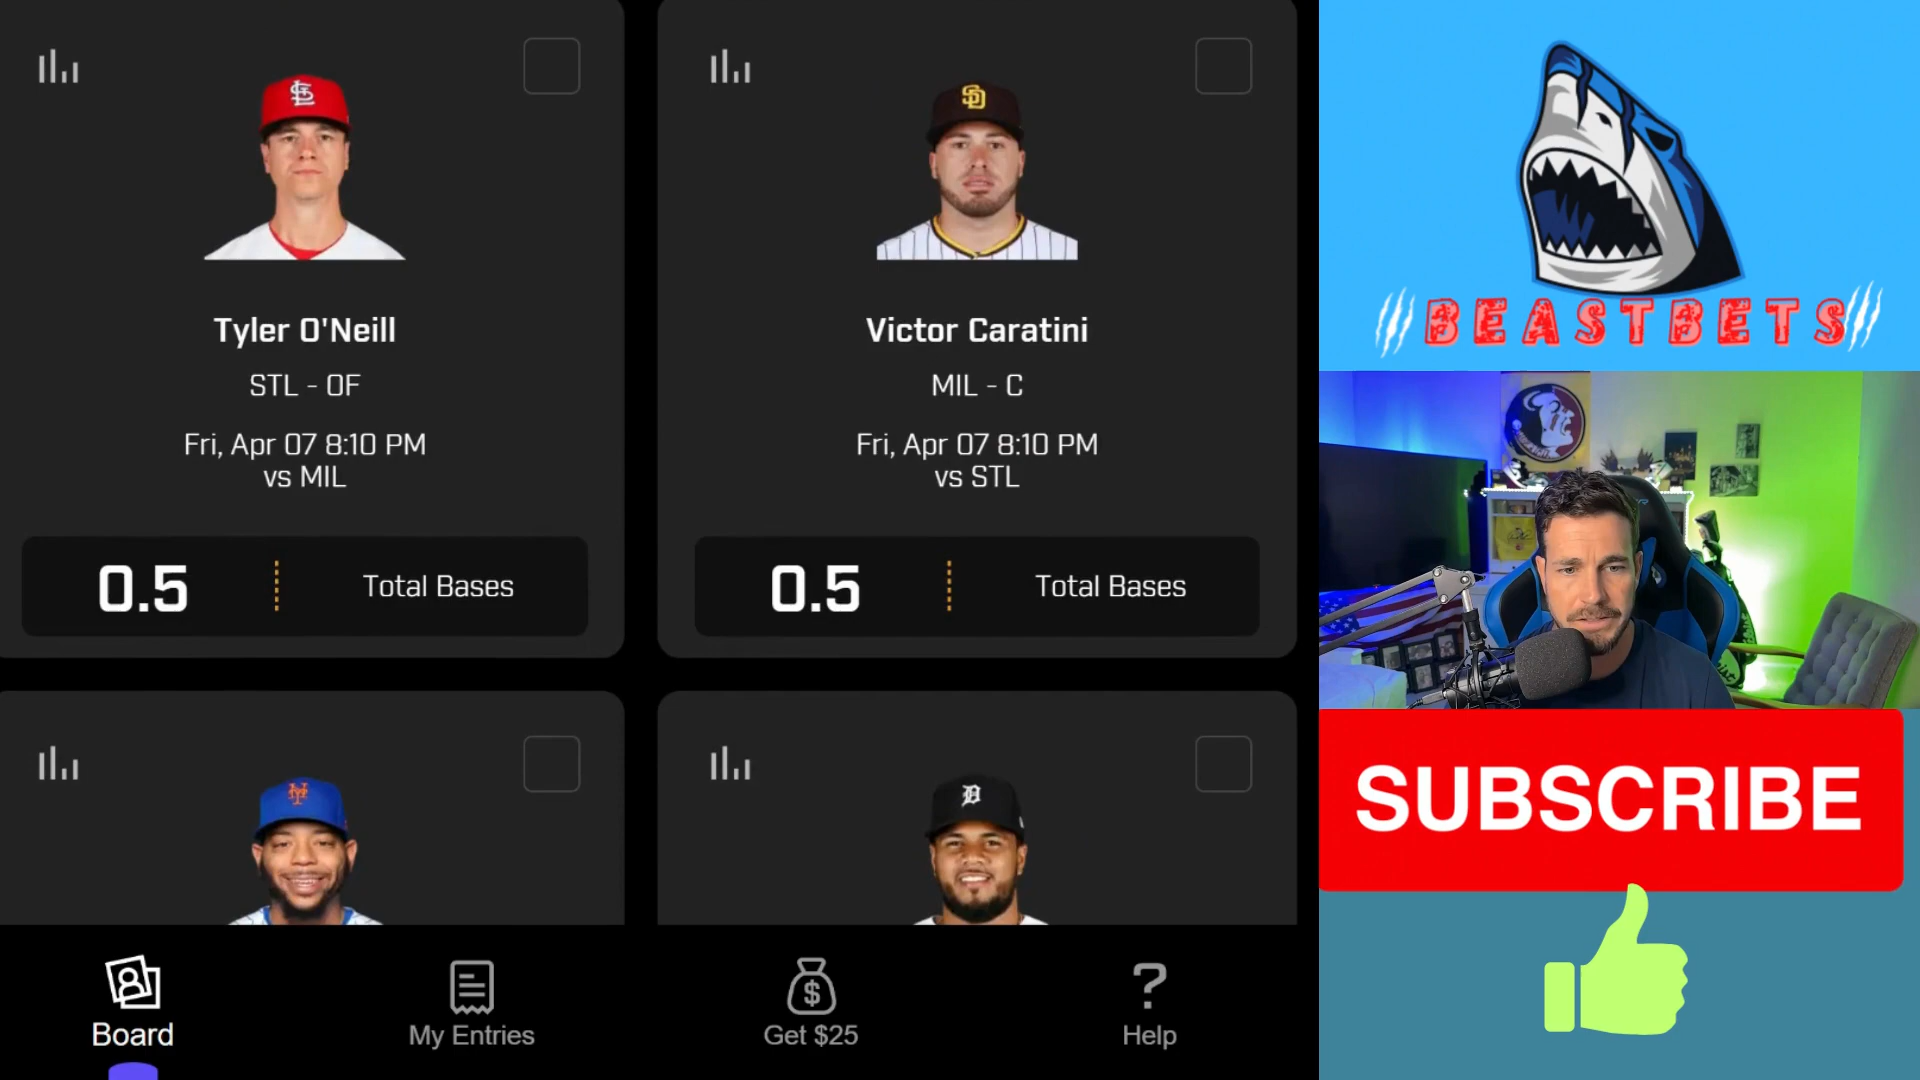 Tyler O'Neill
STL - OF
Fri, Apr 07 8:10 PM
vs MIL
0.5
Total Bases
Victor Caratini
MIL - C
Fri, Apr 07 8:10 PM
vs STL
0.5
Total Bases
Board
My Entries
Get $25
Help
BEASTBETS
SUBSCRIBE